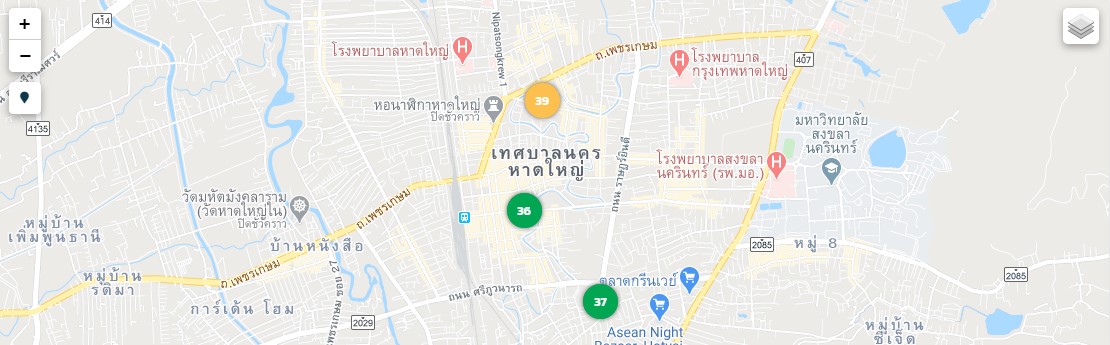 +
−
414
Nipatsongkrew 1
โรงพยาบาลหาดใหญ่
H
ถ.เพชรเกษม
H
โรงพยาบาล
กรุงเทพหาดใหญ่
407
4135
หอนาฬิกาหาดใหญ่
ปิดชั่วคราว
39
มหาวิทยาลัย
สงขลา
นครินทร์
เทศบาลนคร
หาดใหญ่
ถนน ราษฎร์ยินดี
โรงพยาบาลสงขลา
นครินทร์ (รพ.มอ.)
H
วัดมหัตมังคลาราม
(วัดหาดใหญ่ใน)
ปิดชั่วคราว
ถ.เพชรเกษม
36
หมู่บ้าน
เพิ่มพูนธานี
บ้านหนังสือ
2085
หมู่ 8
หมู่บ้าน
รติมา
ถ.เพชรเกษม
เพชรเกษม ซอย 27
ถนน ศรีภูวนารถ
ตลาดกรีนเวย์
2085
37
การ์เด้น โฮม
2029
Asean Night
Bazaar Hatyai
หมู่บ้าน
ซีเจ็ด